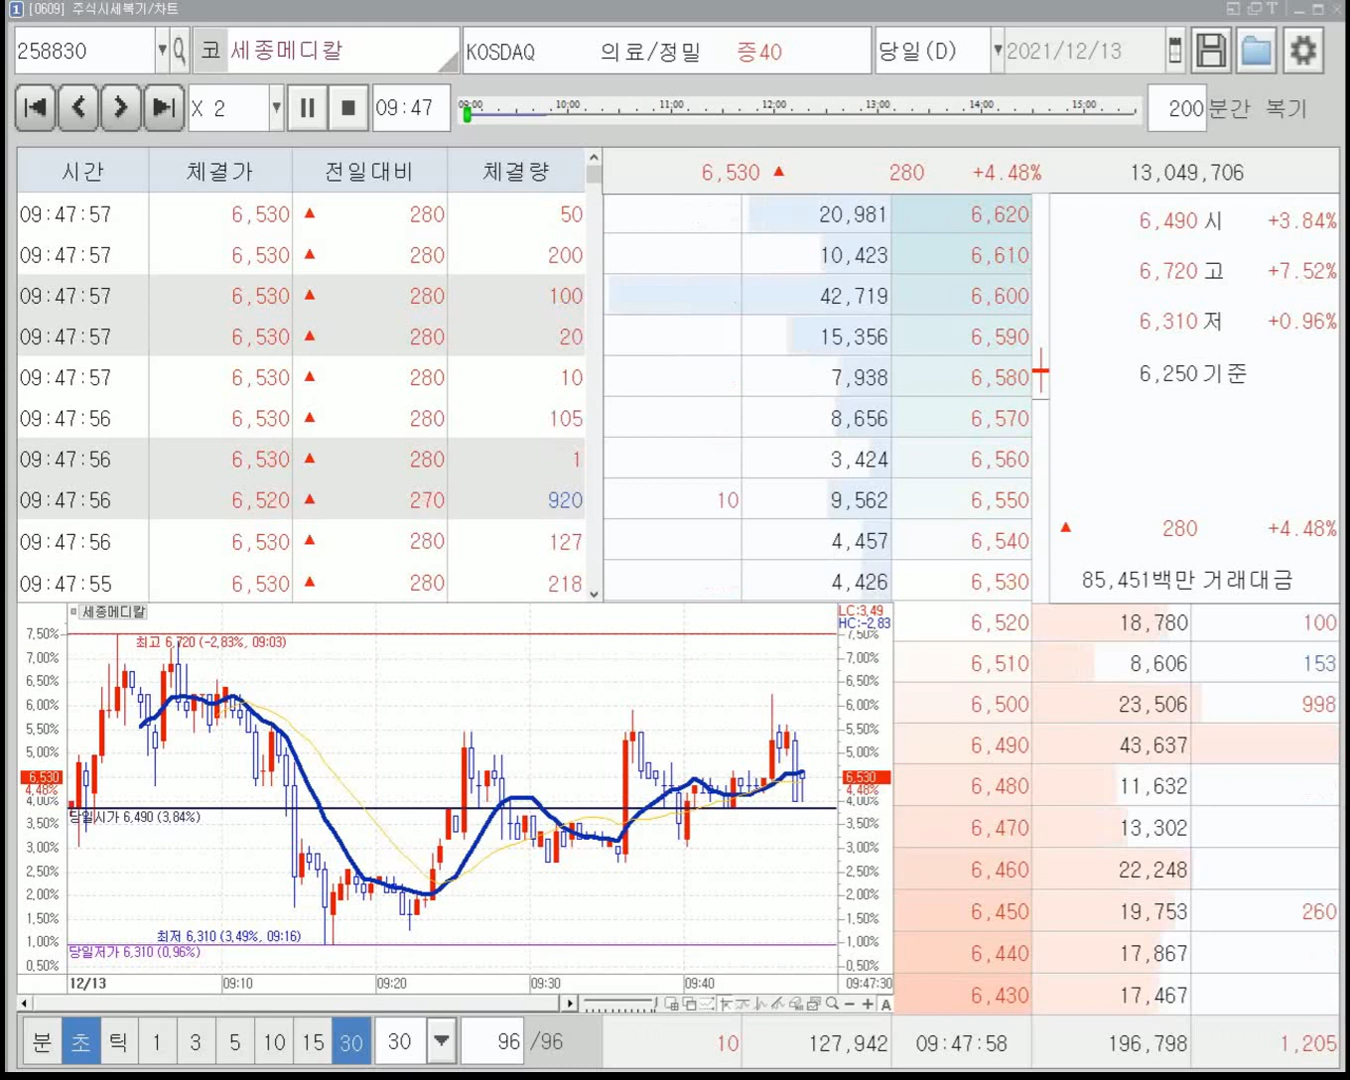 1 [0609] 주식시세복기/차트
258830 코 세종메디칼 KOSDAQ 의료/정밀 증40 당일(D) 2021/12/13
X 2 09:47 09:00 10:00 11:00 12:00 13:00 14:00 15:00 200 분간 복기
시간 체결가 전일대비 체결량
09:47:57 6,530 ▲ 280 50
09:47:57 6,530 ▲ 280 200
09:47:57 6,530 ▲ 280 100
09:47:57 6,530 ▲ 280 20
09:47:57 6,530 ▲ 280 10
09:47:56 6,530 ▲ 280 105
09:47:56 6,530 ▲ 280 1
09:47:56 6,520 ▲ 270 920
09:47:56 6,530 ▲ 280 127
09:47:55 6,530 ▲ 280 218
6,530 ▲ 280 +4.48% 13,049,706
20,981 6,620
10,423 6,610
42,719 6,600
15,356 6,590
7,938 6,580
8,656 6,570
3,424 6,560
10 9,562 6,550
4,457 6,540
4,426 6,530
6,490 시 +3.84%
6,720 고 +7.52%
6,310 저 +0.96%
6,250 기준
▲ 280 +4.48%
85,451백만 거래대금
6,520 18,780 100
6,510 8,606 153
6,500 23,506 998
6,490 43,637
6,480 11,632
6,470 13,302
6,460 22,248
6,450 19,753 260
6,440 17,867
6,430 17,467
세종메디칼
LC:3,49
HC:-2,83
최고 6,720 (-2,83%, 09:03)
7,50%
7,00%
6,50%
6,00%
5,50%
5,00%
6,530
4,48%
4,00%
3,50%
3,00%
2,50%
2,00%
1,50%
1,00%
0,50%
당일시가 6,490 (3,84%)
최저 6,310 (3,49%, 09:16)
당일저가 6,310 (0,96%)
7,50%
7,00%
6,50%
6,00%
5,50%
5,00%
6,530
4,48%
4,00%
3,50%
3,00%
2,50%
2,00%
1,50%
1,00%
0,50%
12/13 09:10 09:20 09:30 09:40 09:47:30
A
분 초 틱 1 3 5 10 15 30 30 96 /96
10 127,942 09:47:58 196,798 1,205